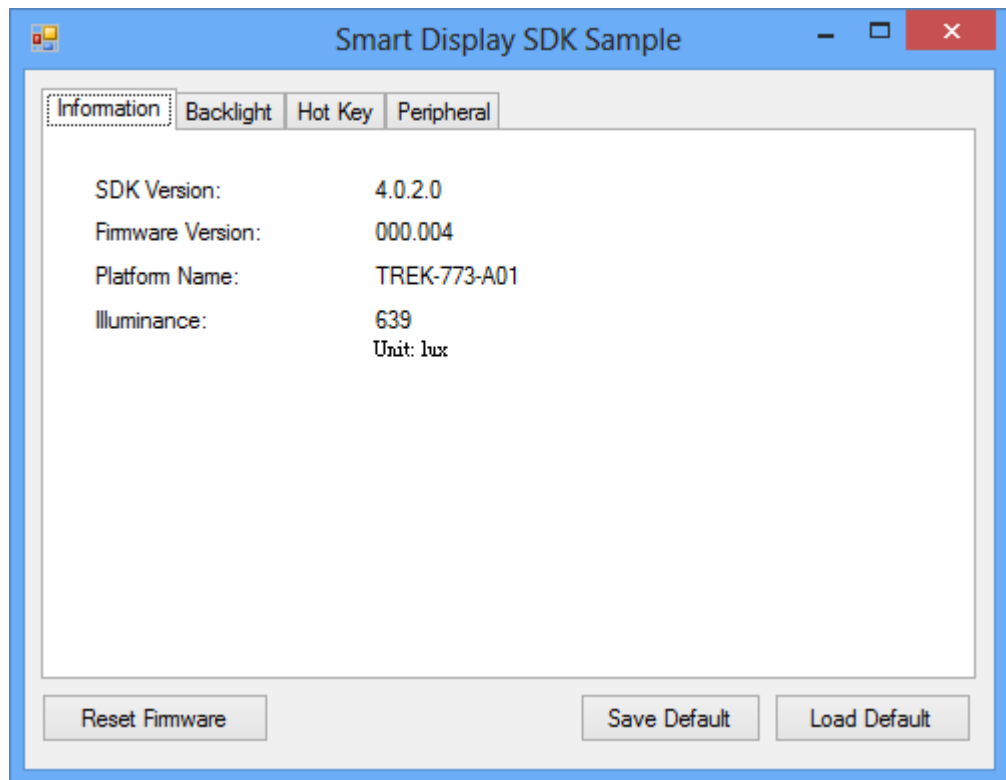 Smart Display SDK Sample
Information Backlight Hot Key Peripheral
SDK Version: 4.0.2.0
Firmware Version: 000.004
Platform Name: TREK-773-A01
Illuminance: 639
Unit: lux
Reset Firmware Save Default Load Default